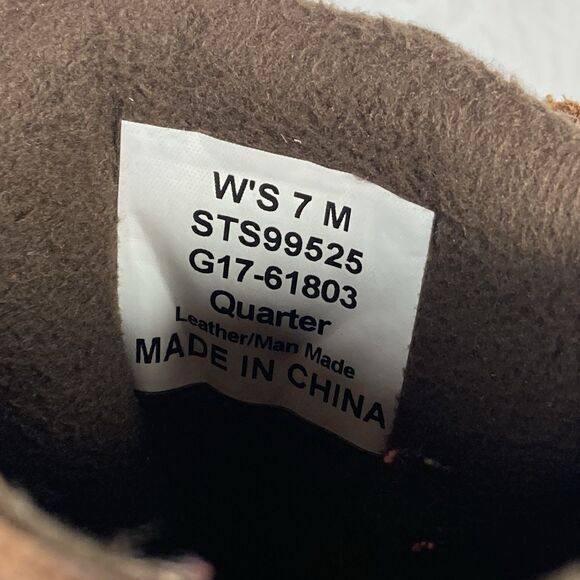 W'S 7 M
STS99525
G17-61803
Quarter
Leather/Man Made
MADE IN CHINA